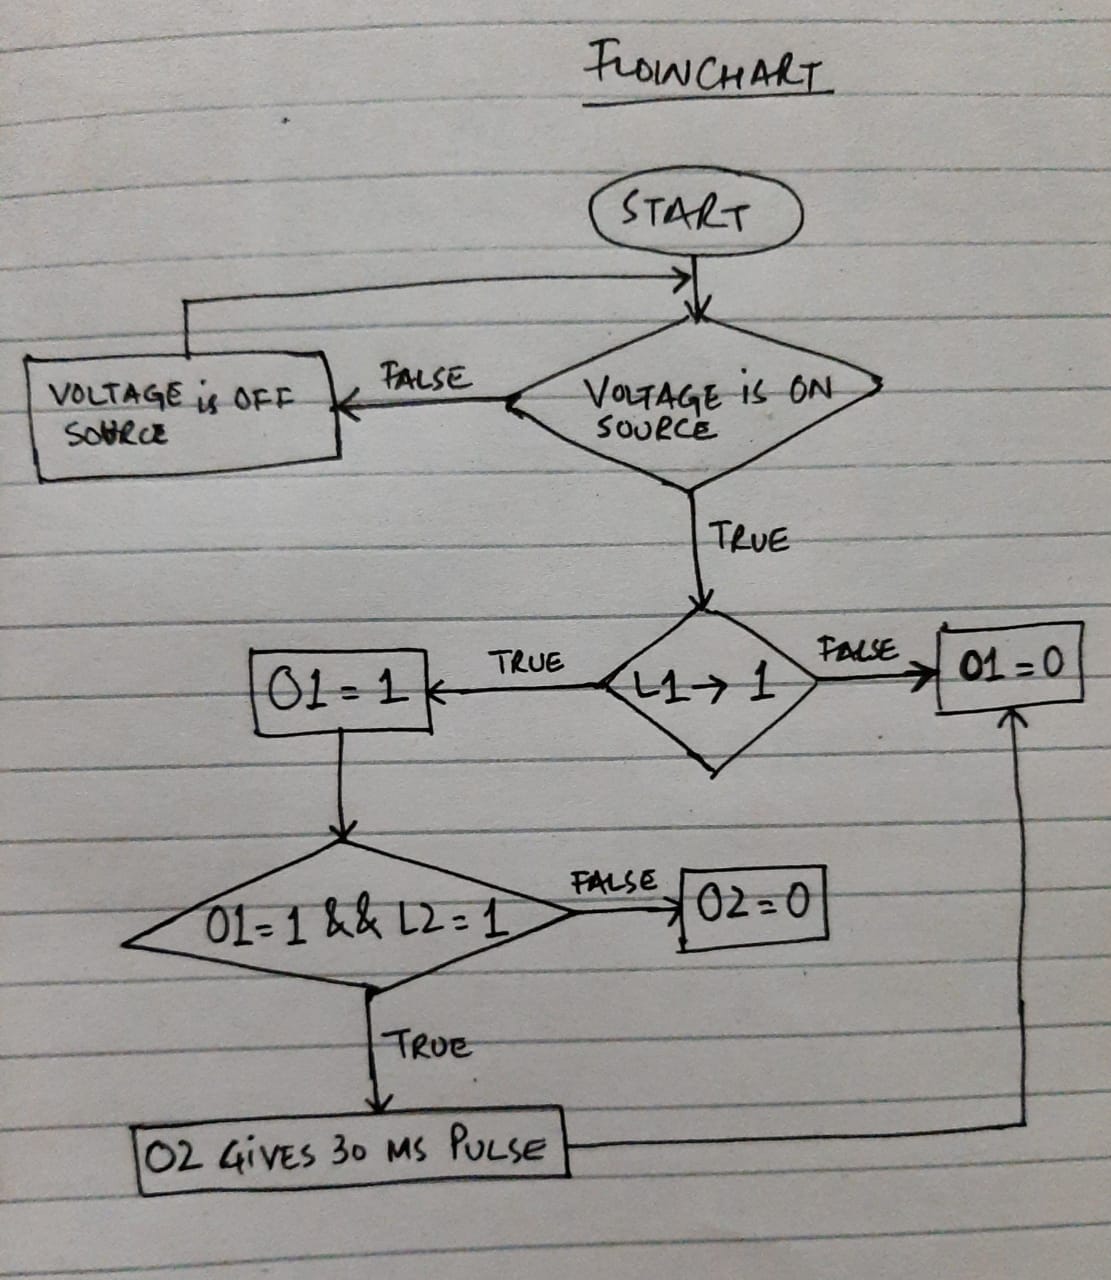 FLOWCHART
START
FALSE
VOLTAGE is OFF
SOURCE
VOLTAGE is ON
SOURCE
TRUE
TRUE
FALSE
O1 = 1
L1 → 1
O1 = 0
O1 = 1 && L2 = 1
FALSE
O2 = 0
TRUE
O2 GIVES 30 MS PULSE